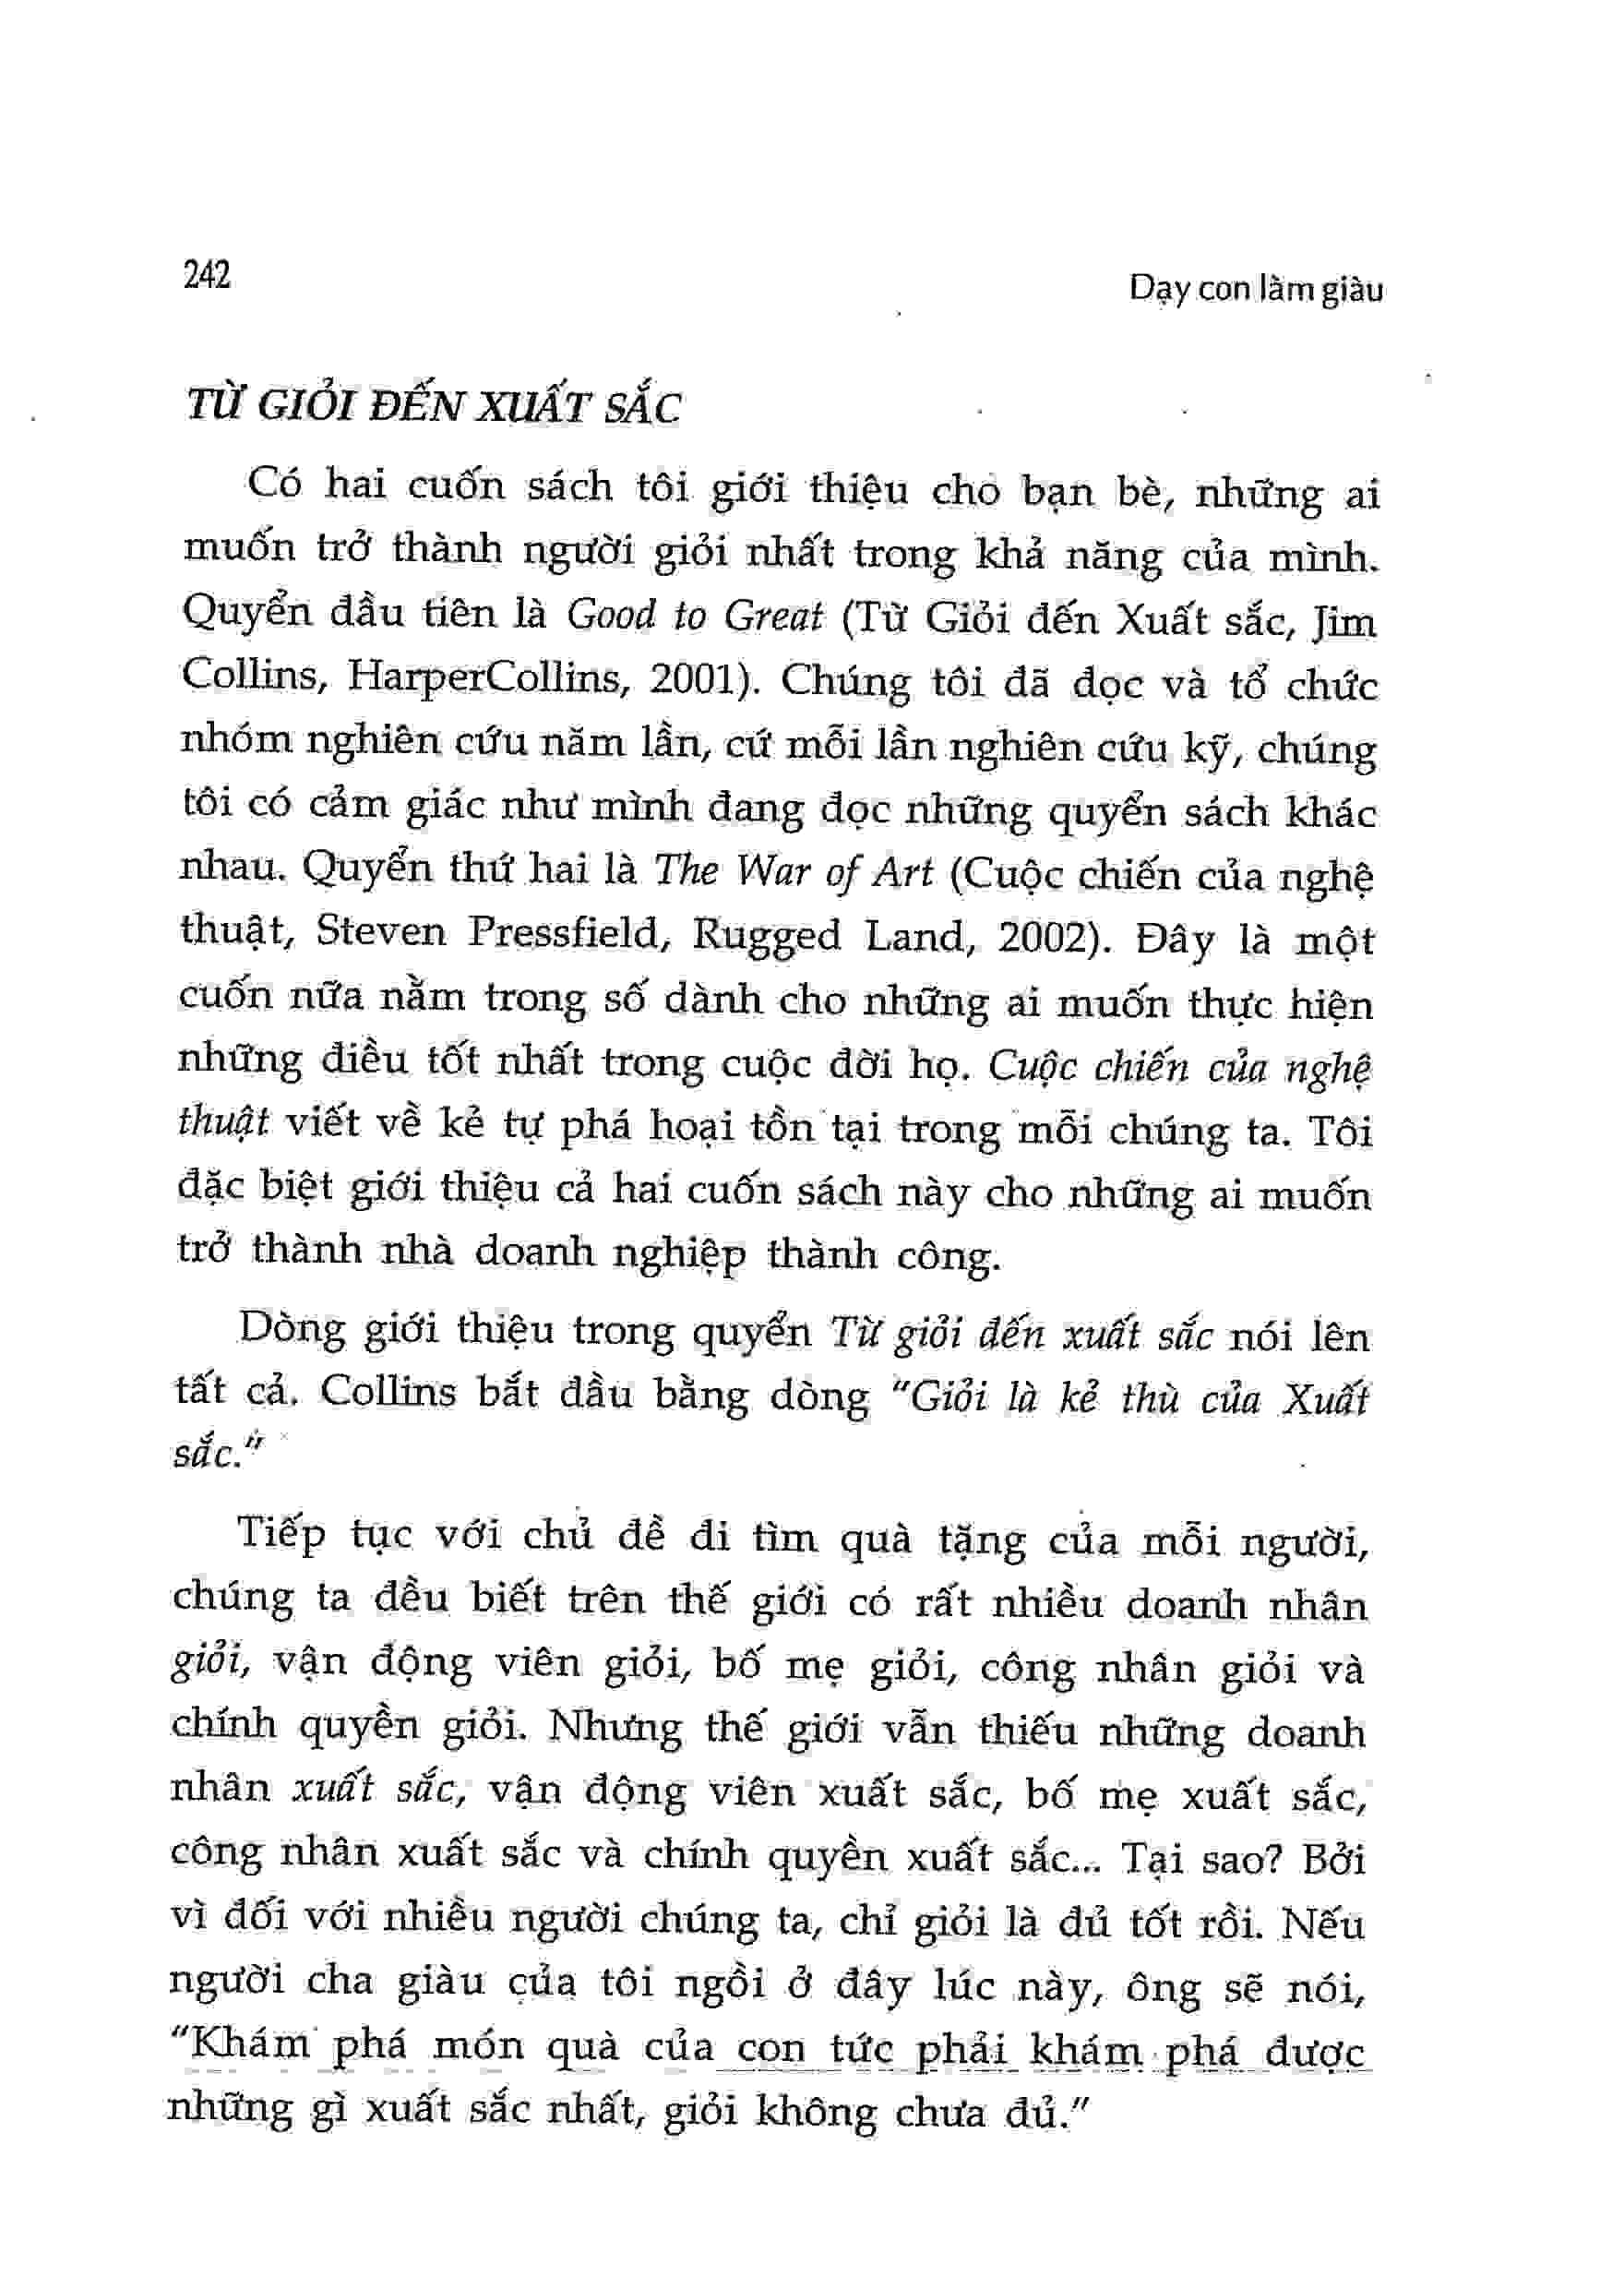 242
Dạy con làm giàu
TỪ GIỎI ĐẾN XUẤT SẮC
Có hai cuốn sách tôi giới thiệu cho bạn bè, những ai
muốn trở thành người giỏi nhất trong khả năng của mình.
Quyển đầu tiên là Good to Great (Từ Giỏi đến Xuất sắc, Jim
Collins, HarperCollins, 2001). Chúng tôi đã đọc và tổ chức
nhóm nghiên cứu năm lần, cứ mỗi lần nghiên cứu kỹ, chúng
tôi có cảm giác như mình đang đọc những quyển sách khác
nhau. Quyển thứ hai là The War of Art (Cuộc chiến của nghệ
thuật, Steven Pressfield, Rugged Land, 2002). Đây là một
cuốn nữa nằm trong số dành cho những ai muốn thực hiện
những điều tốt nhất trong cuộc đời họ. Cuộc chiến của nghệ
thuật viết về kẻ tự phá hoại tồn tại trong mỗi chúng ta. Tôi
đặc biệt giới thiệu cả hai cuốn sách này cho những ai muốn
trở thành nhà doanh nghiệp thành công.
Dòng giới thiệu trong quyển Từ giỏi đến xuất sắc nói lên
tất cả. Collins bắt đầu bằng dòng "Giỏi là kẻ thù của Xuất
sắc."
Tiếp tục với chủ đề đi tìm quà tặng của mỗi người,
chúng ta đều biết trên thế giới có rất nhiều doanh nhân
giỏi, vận động viên giỏi, bố mẹ giỏi, công nhân giỏi và
chính quyền giỏi. Nhưng thế giới vẫn thiếu những doanh
nhân xuất sắc, vận động viên xuất sắc, bố mẹ xuất sắc,
công nhân xuất sắc và chính quyền xuất sắc... Tại sao? Bởi
vì đối với nhiều người chúng ta, chỉ giỏi là đủ tốt rồi. Nếu
người cha giàu của tôi ngồi ở đây lúc này, ông sẽ nói,
"Khám phá món quà của con tức phải khám phá được
những gì xuất sắc nhất, giỏi không chưa đủ."